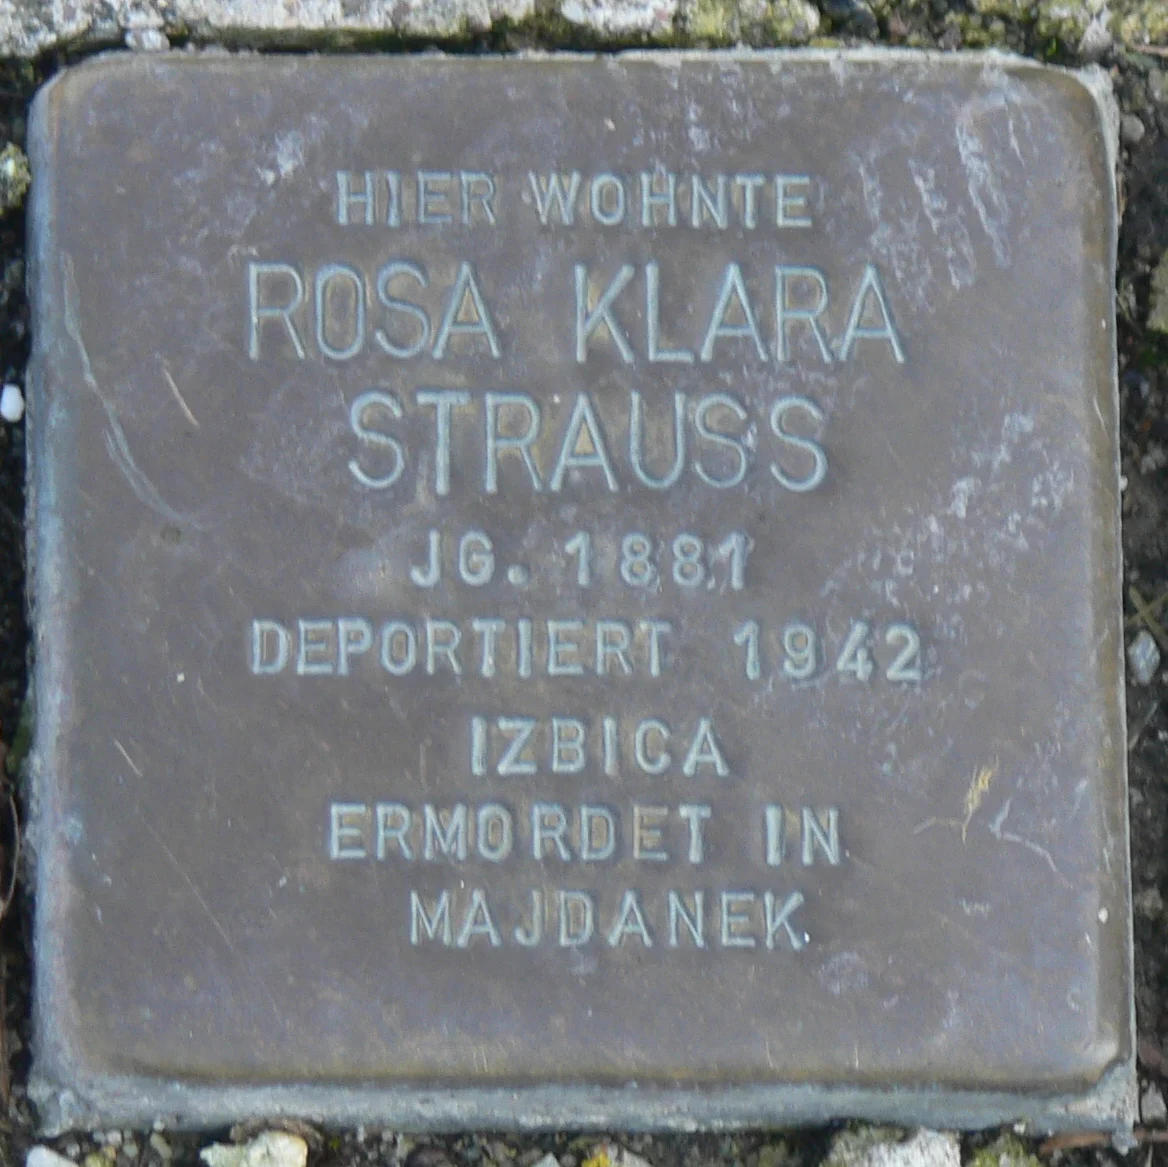 HIER WOHNTE
ROSA KLARA
STRAUSS
JG. 1881
DEPORTIERT 1942
IZBICA
ERMORDET IN
MAJDANEK